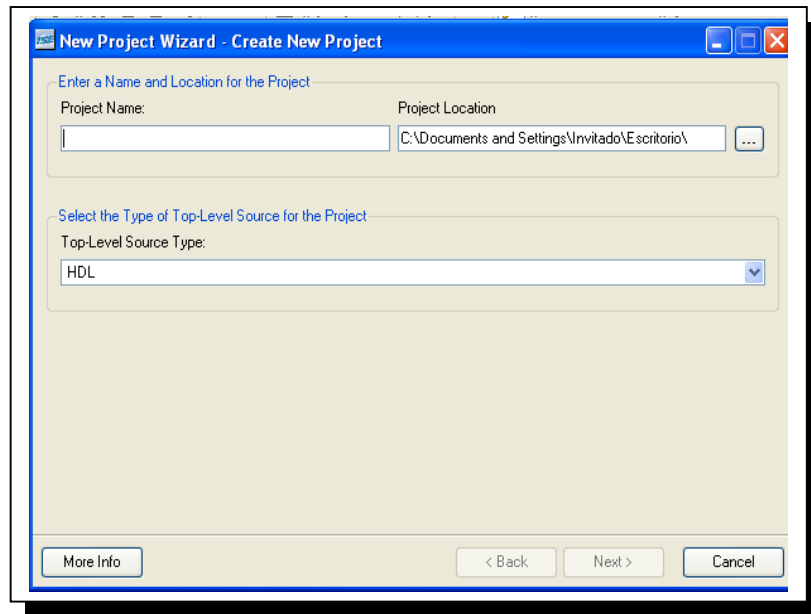 ISE New Project Wizard - Create New Project
Enter a Name and Location for the Project
Project Name: Project Location
C:\Documents and Settings\Invitado\Escritorio\ ...
Select the Type of Top-Level Source for the Project
Top-Level Source Type:
HDL
More Info < Back Next > Cancel